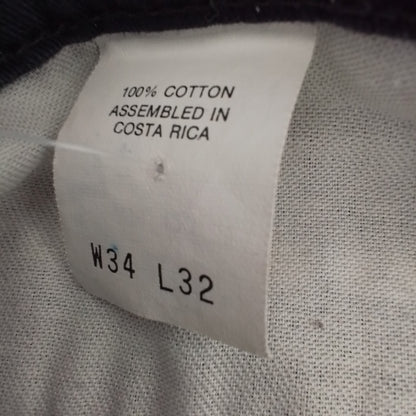 100% COTTON
ASSEMBLED IN
COSTA RICA
W34 L32